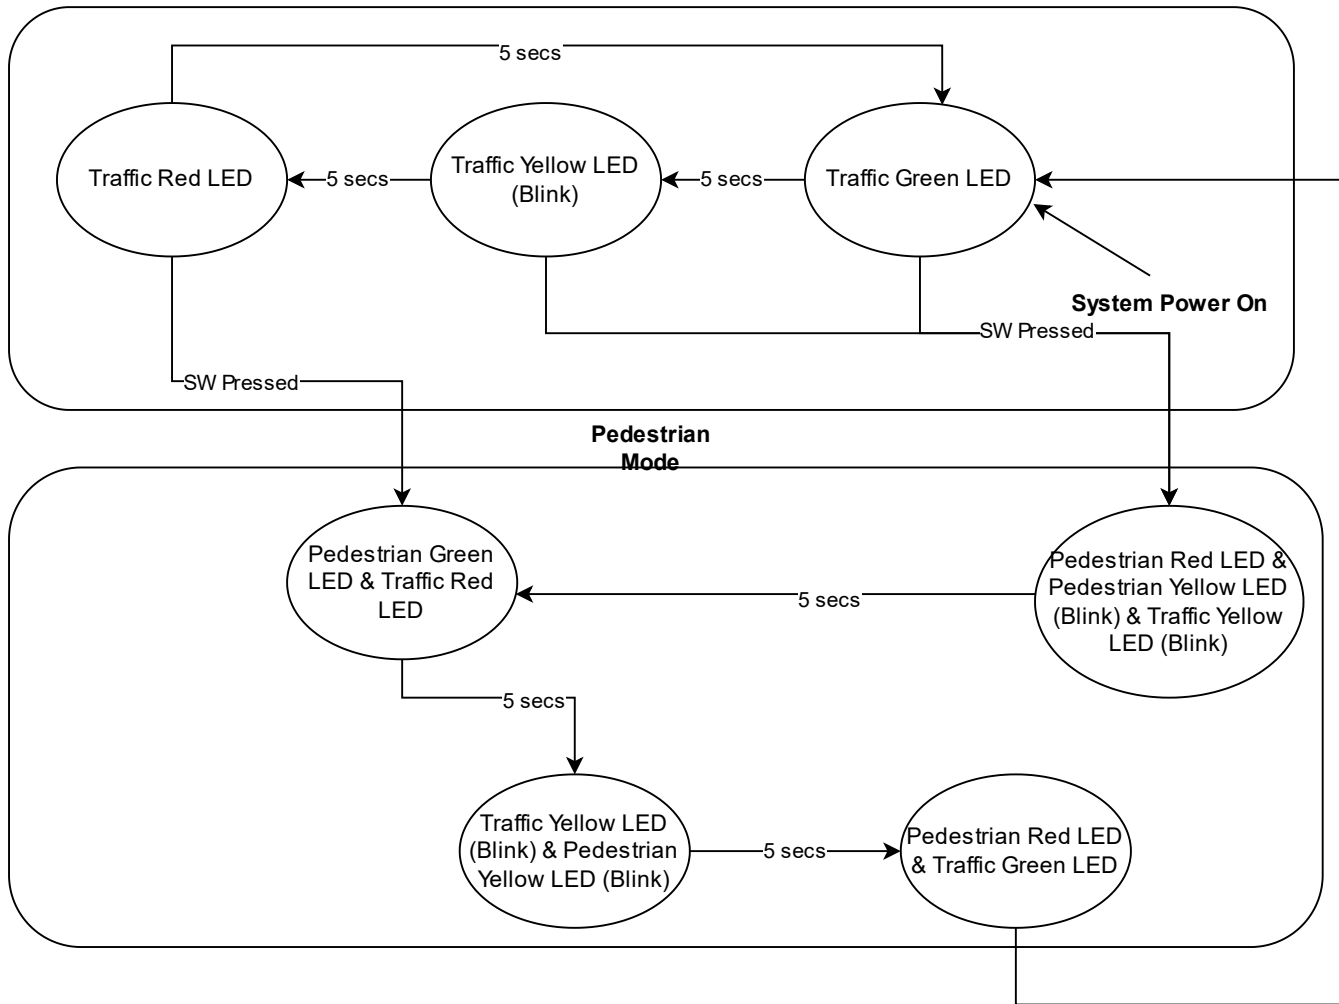 5 secs
Traffic Red LED
5 secs
Traffic Yellow LED
(Blink)
5 secs
Traffic Green LED
System Power On
SW Pressed
SW Pressed
Pedestrian
Mode
Pedestrian Green
LED & Traffic Red
LED
5 secs
Pedestrian Red LED &
Pedestrian Yellow LED
(Blink) & Traffic Yellow
LED (Blink)
5 secs
Traffic Yellow LED
(Blink) & Pedestrian
Yellow LED (Blink)
5 secs
Pedestrian Red LED
& Traffic Green LED